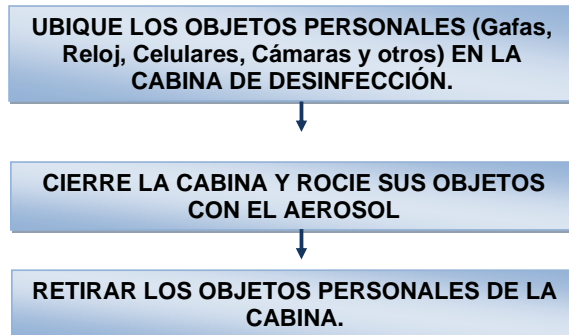 UBIQUE LOS OBJETOS PERSONALES (Gafas,
Reloj, Celulares, Cámaras y otros) EN LA
CABINA DE DESINFECCIÓN.
CIERRE LA CABINA Y ROCIE SUS OBJETOS
CON EL AEROSOL
RETIRAR LOS OBJETOS PERSONALES DE LA
CABINA.